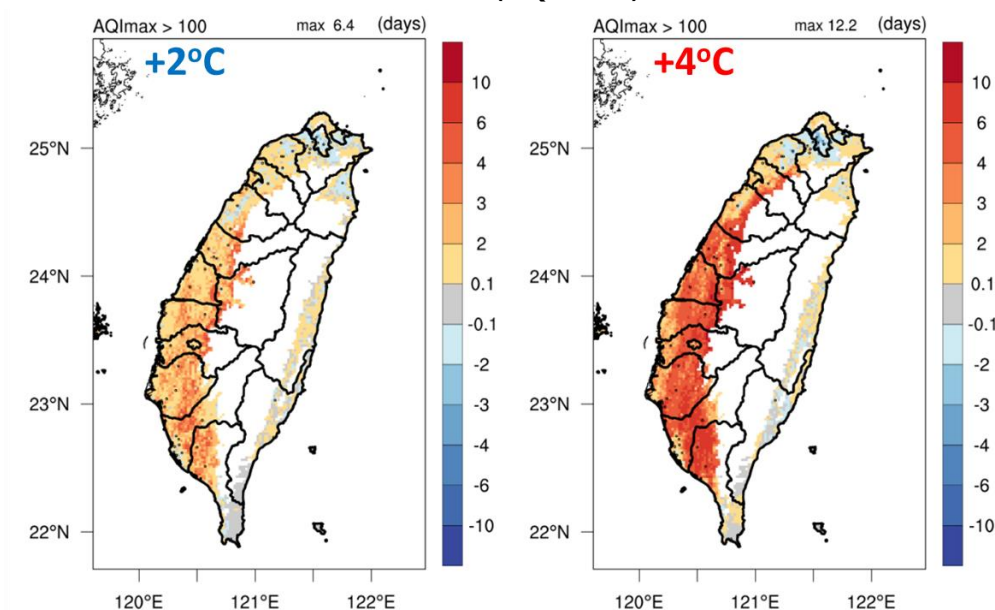 AQImax > 100 max 6.4 (days)
+2°C
25°N
24°N
23°N
22°N
120°E 121°E 122°E
10
6
4
3
2
0.1
-0.1
-2
-3
-4
-6
-10
AQImax > 100 max 12.2 (days)
+4°C
25°N
24°N
23°N
22°N
120°E 121°E 122°E
10
6
4
3
2
0.1
-0.1
-2
-3
-4
-6
-10